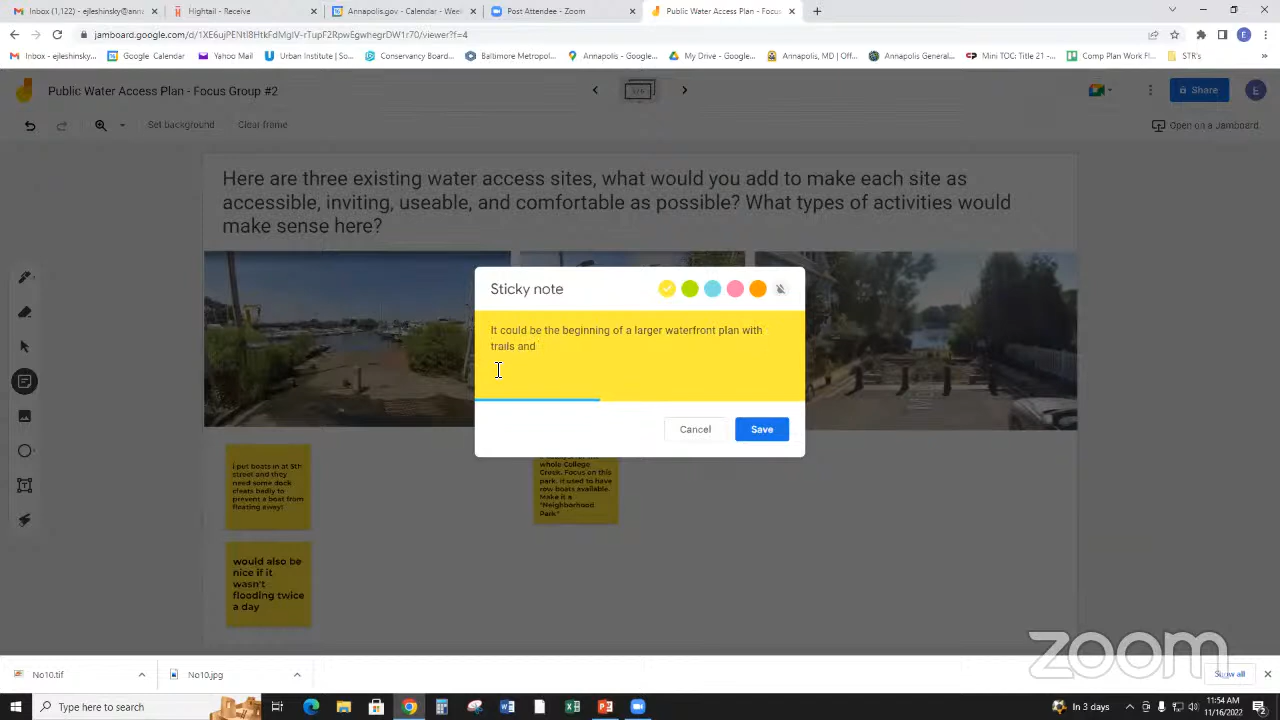 Inbox (1,122) - ejleshinsky@anna
Hightail - Receive
Annapolis.gov - Calendar - Week
Post Attendee - Zoom
Public Water Access Plan - Focus
jamboard.google.com/d/
/viewer?f=4
Inbox - ejleshinsky@...
Google Calendar
Yahoo Mail
Urban Institute | So...
Conservancy Board...
Baltimore Metropol...
Annapolis - Google...
My Drive - Google...
Annapolis, MD | Off...
Annapolis General...
Mini TOC: Title 21 -...
Comp Plan Work Fl...
STR's
Public Water Access Plan - Focus Group #2
Share
E
Set background
Clear frame
Open on a Jamboard.
Here are three existing water access sites, what would you add to make each site as
accessible, inviting, useable, and comfortable as possible? What types of activities would
make sense here?
Sticky note
It could be the beginning of a larger waterfront plan with
trails and
Cancel
Save
i put boats in at 5th
street and they
need some dock
cleats badly to
prevent a boat from
floating away!
whole College
Creek. Focus on this
park. It used to have
row boats available.
Make it a
"Neighborhood
Park"
would also be
nice if it
wasn't
flooding twice
a day
zoom
No10.tif
No10.jpg
Show all
Type here to search
In 3 days
11:54 AM
11/16/2022